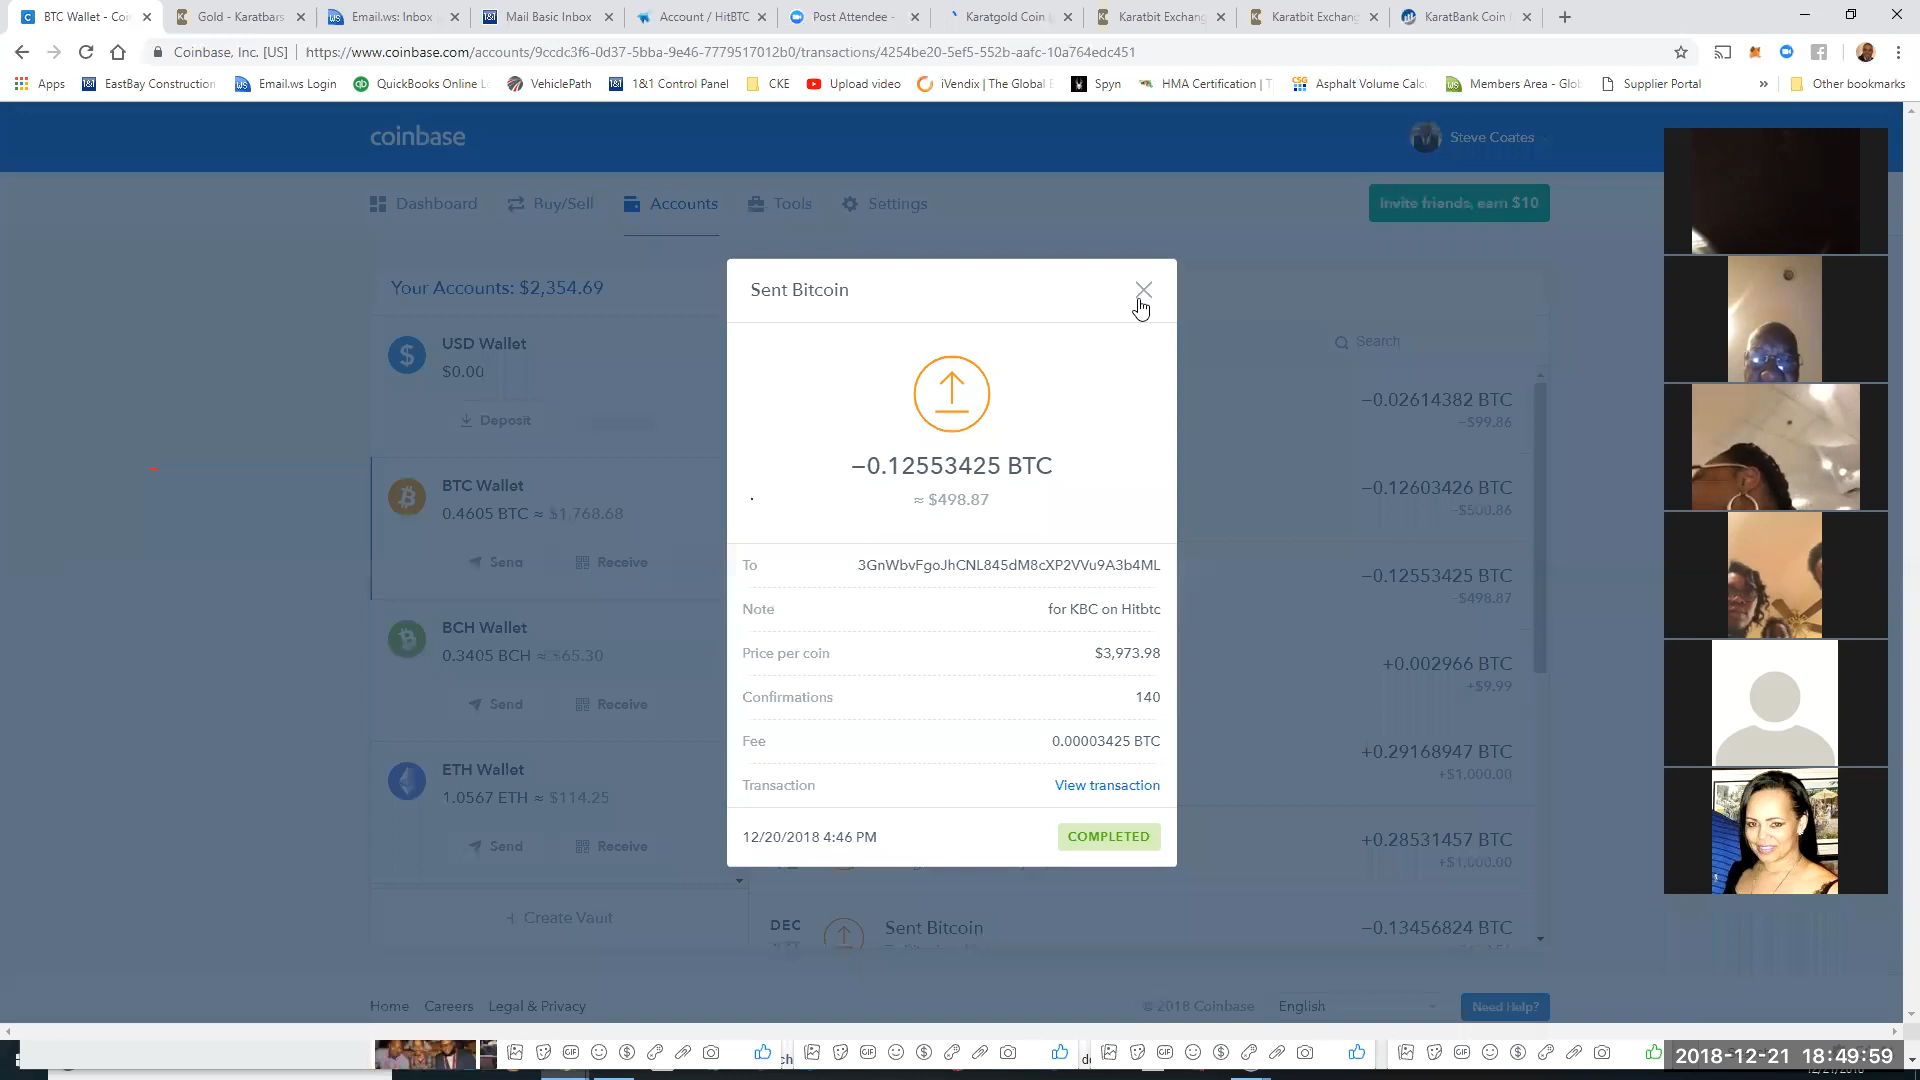 BTC Wallet - Coi
Gold - Karatbars
Email.ws: Inbox
Mail Basic Inbox
Account / HitBTC
Post Attendee -
Karatgold Coin
Karatbit Exchang
Karatbit Exchang
KaratBank Coin
Coinbase, Inc. [US]
https://www.coinbase.com/accounts/9ccdc3f6-0d37-5bba-9e46-7779517012b0/transactions/4254be20-5ef5-552b-aafc-10a764edc451
Apps
EastBay Construction
Email.ws Login
QuickBooks Online Lo
VehiclePath
1&1 Control Panel
CKE
Upload video
iVendix | The Global E
Spyn
HMA Certification | T
Asphalt Volume Calcu
Members Area - Glob
Supplier Portal
»
Other bookmarks
coinbase
Steve Coates
Dashboard
Buy/Sell
Accounts
Tools
Settings
Invite friends, earn $10
Your Accounts: $2,354.69
USD Wallet
$0.00
Deposit
BTC Wallet
0.4605 BTC ≈ $1,768.68
Send
Receive
BCH Wallet
0.3405 BCH
65.30
Send
Receive
ETH Wallet
1.0567 ETH ≈ $114.25
Send
Receive
+ Create Vault
Sent Bitcoin
−0.12553425 BTC
≈ $498.87
To
3GnWbvFgoJhCNL845dM8cXP2VVu9A3b4ML
Note
for KBC on Hitbtc
Price per coin
$3,973.98
Confirmations
140
Fee
0.00003425 BTC
Transaction
View transaction
12/20/2018 4:46 PM
COMPLETED
Search
−0.02614382 BTC
−$99.86
−0.12603426 BTC
−$500.86
−0.12553425 BTC
−$498.87
+0.002966 BTC
+$9.99
+0.29168947 BTC
+$1,000.00
+0.28531457 BTC
+$1,000.00
DEC
Sent Bitcoin
−0.13456824 BTC
Home
Careers
Legal & Privacy
© 2018 Coinbase
English
Need Help?
2018-12-21 18:49:59